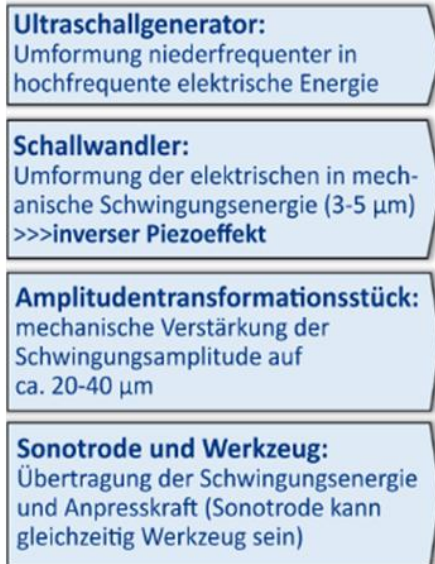 Ultraschallgenerator:
Umformung niederfrequenter in
hochfrequente elektrische Energie
Schallwandler:
Umformung der elektrischen in mech-
anische Schwingungsenergie (3-5 µm)
>>>inverser Piezoeffekt
Amplitudentransformationsstück:
mechanische Verstärkung der
Schwingungsamplitude auf
ca. 20-40 µm
Sonotrode und Werkzeug:
Übertragung der Schwingungsenergie
und Anpresskraft (Sonotrode kann
gleichzeitig Werkzeug sein)